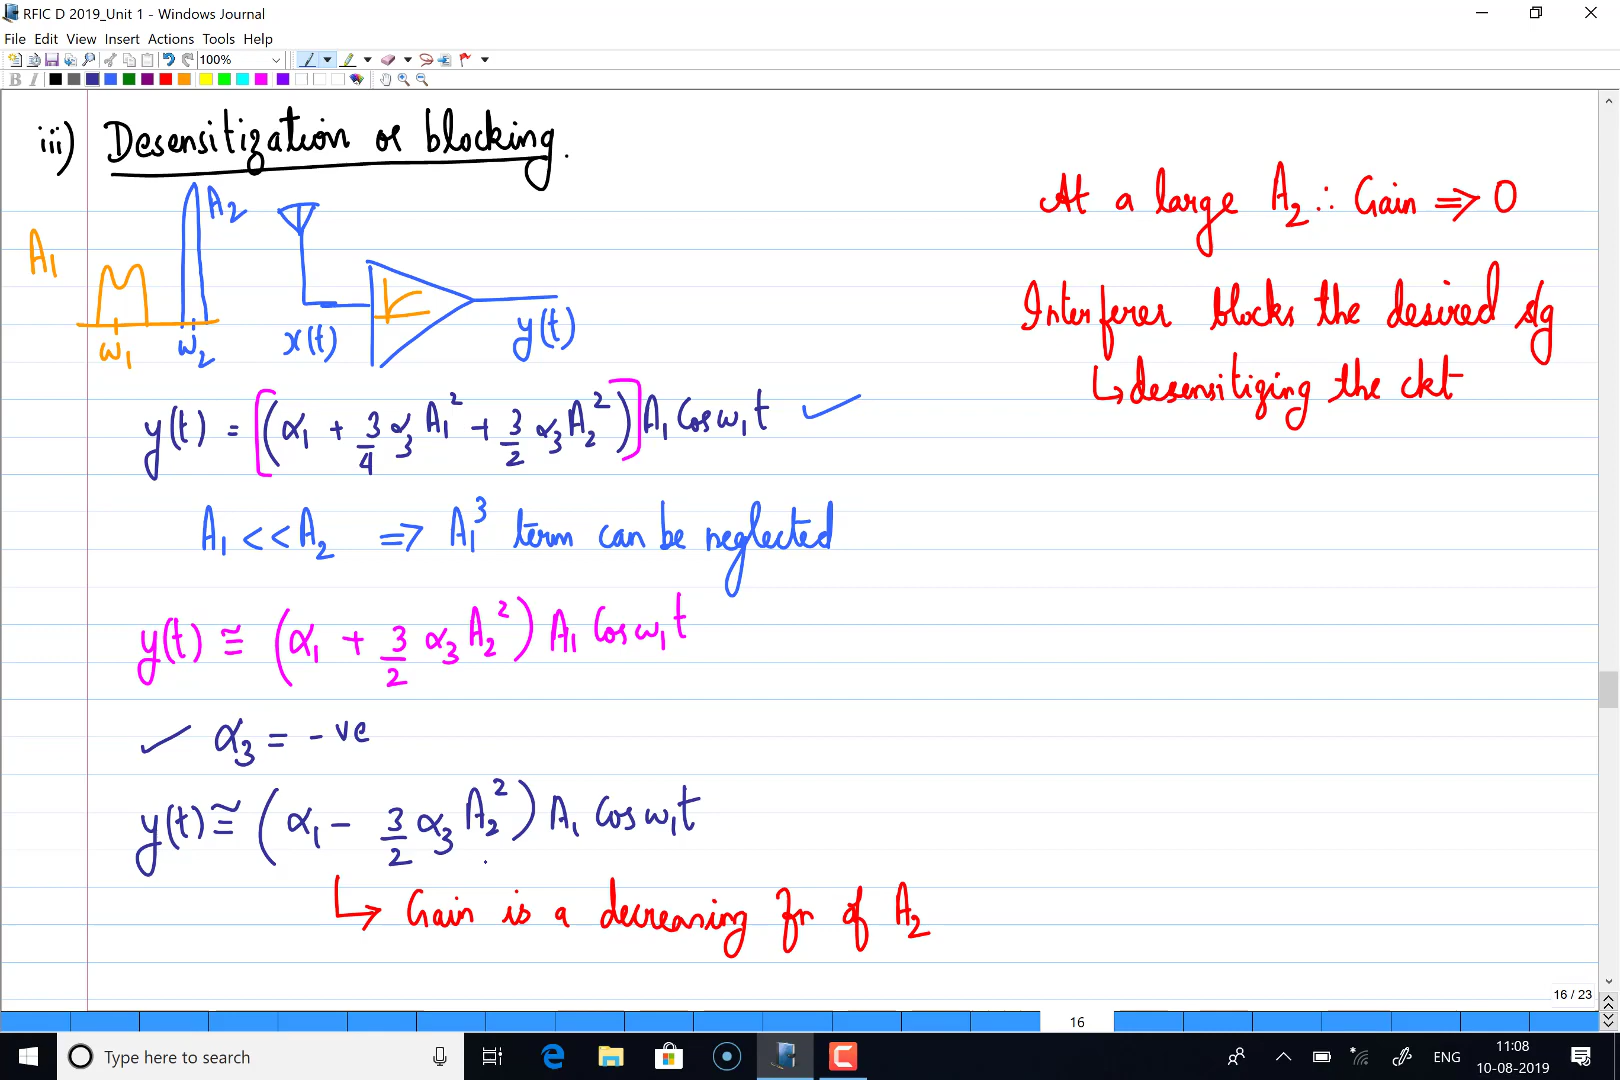 RFIC D 2019_Unit 1 - Windows Journal
File Edit View Insert Actions Tools Help
100%
B I
iii) Desensitization or blocking.
A₁
A₂
ω₁ ω₂ x(t) y(t)
y(t) = [(α₁ + 3/4 α₃ A₁² + 3/2 α₃ A₂²)] A₁ Cos ω₁t ✓
A₁ << A₂ => A₁³ term can be neglected
y(t) ≅ (α₁ + 3/2 α₃ A₂²) A₁ Cos ω₁t
✓ α₃ = -ve
y(t) ≅ (α₁ - 3/2 α₃ A₂²) A₁ Cos ω₁t
↳ Gain is a decreasing fn of A₂
At a large A₂ ∴ Gain => 0
Interferer blocks the desired sig
↳ desensitizing the ckt
16 / 23
16
Type here to search
ENG
11:08
10-08-2019